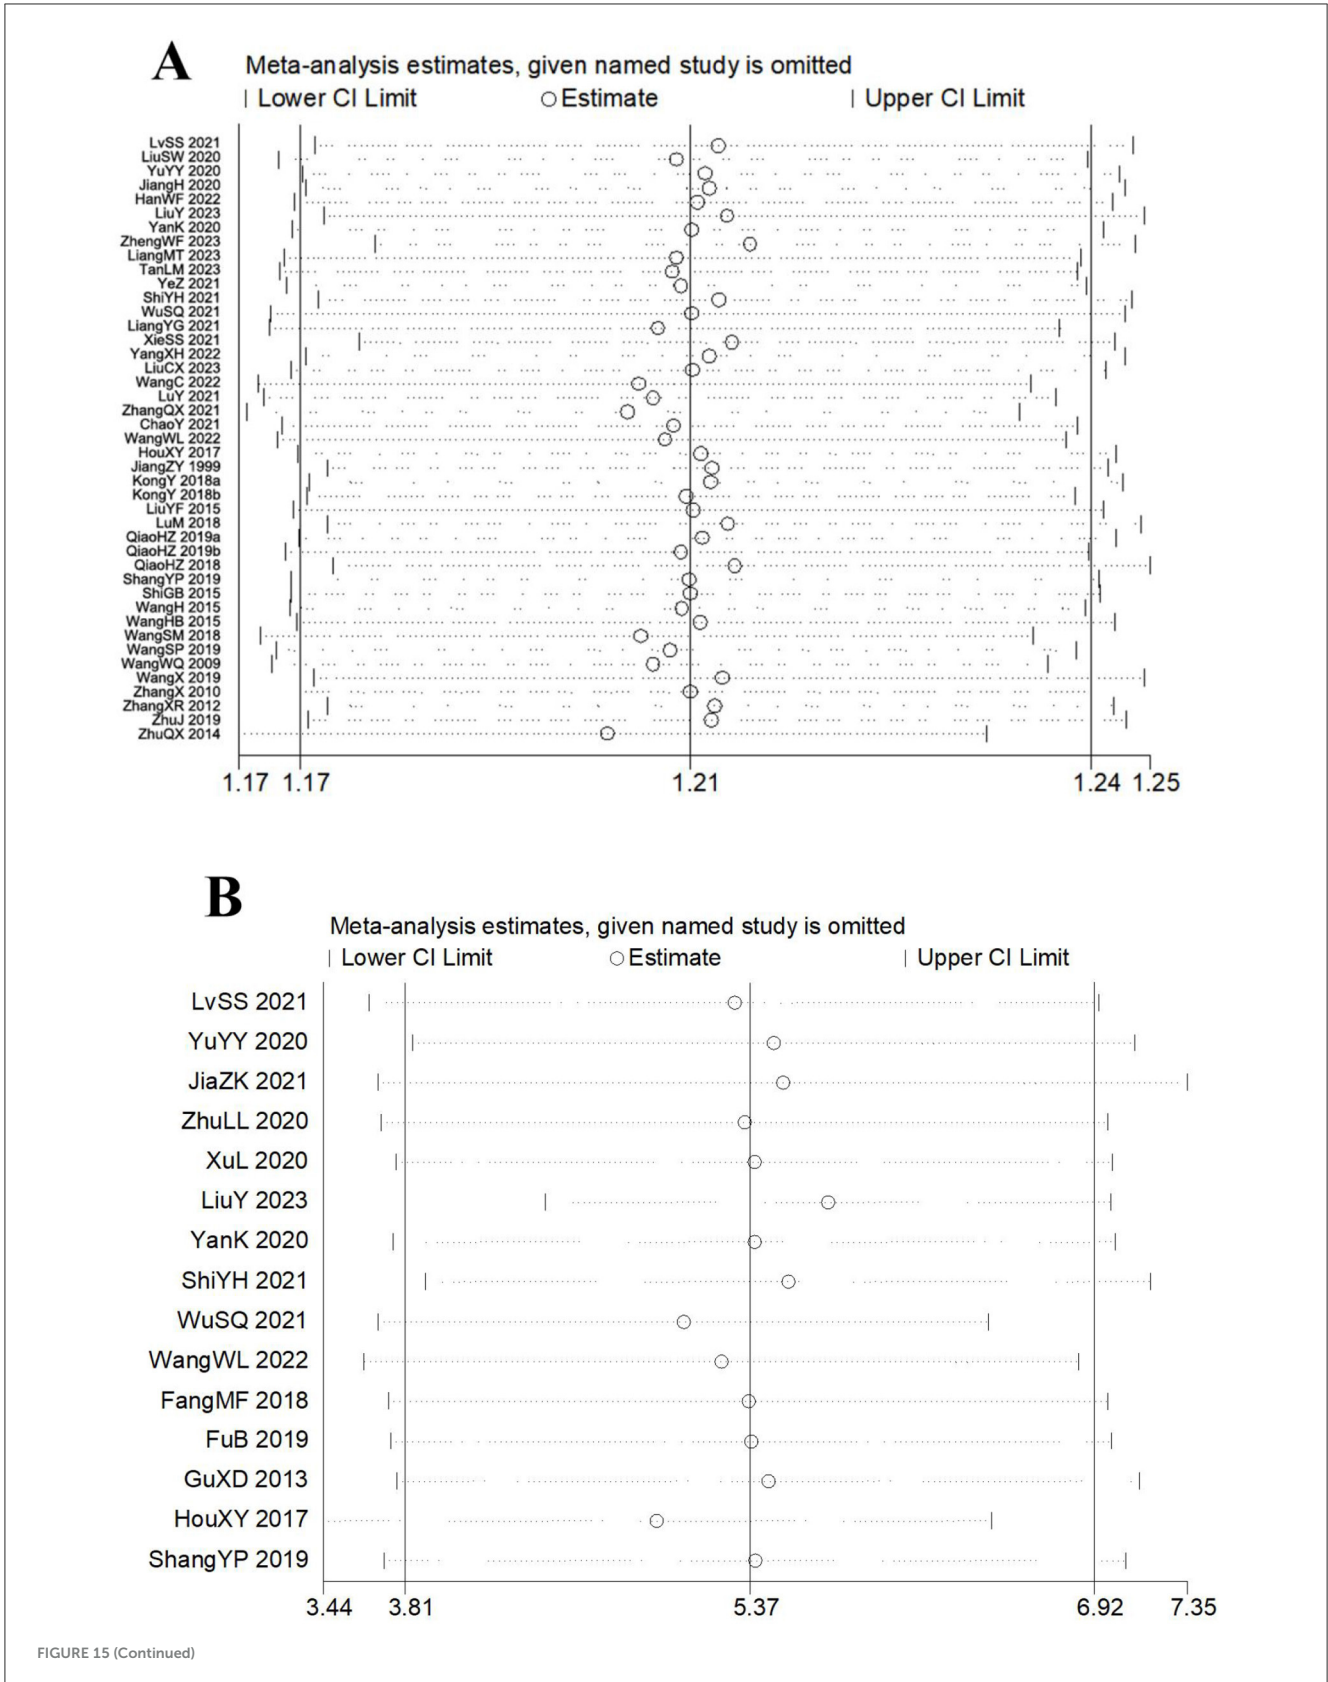 A
Meta-analysis estimates, given named study is omitted
| Lower CI Limit ○ Estimate | Upper CI Limit
LvSS 2021
LiuSW 2020
YuYY 2020
JiangH 2020
HanWF 2022
LiuY 2023
YanK 2020
ZhengWF 2023
LiangMT 2023
TanLM 2023
YeZ 2021
ShiYH 2021
WuSQ 2021
LiangYG 2021
XieSS 2021
YangXH 2022
LiuCX 2023
WangC 2022
LuY 2021
ZhangQX 2021
ChaoY 2021
WangWL 2022
HouXY 2017
JiangZY 1999
KongY 2018a
KongY 2018b
LiuYF 2015
LuM 2018
QiaoHZ 2019a
QiaoHZ 2019b
QiaoHZ 2018
ShangYP 2019
ShiGB 2015
WangH 2015
WangHB 2015
WangSM 2018
WangSP 2019
WangWQ 2009
WangX 2019
ZhangX 2010
ZhangXR 2012
ZhuJ 2019
ZhuQX 2014
1.17 1.17 1.21 1.24 1.25
B
Meta-analysis estimates, given named study is omitted
| Lower CI Limit ○ Estimate | Upper CI Limit
LvSS 2021
YuYY 2020
JiaZK 2021
ZhuLL 2020
XuL 2020
LiuY 2023
YanK 2020
ShiYH 2021
WuSQ 2021
WangWL 2022
FangMF 2018
FuB 2019
GuXD 2013
HouXY 2017
ShangYP 2019
3.44 3.81 5.37 6.92 7.35
FIGURE 15 (Continued)